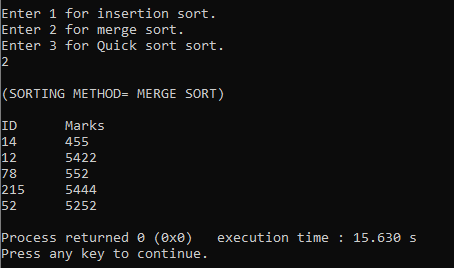 Enter 1 for insertion sort.
Enter 2 for merge sort.
Enter 3 for Quick sort sort.
2
(SORTING METHOD= MERGE SORT)
ID Marks
14 455
12 5422
78 552
215 5444
52 5252
Process returned 0 (0x0) execution time : 15.630 s
Press any key to continue.